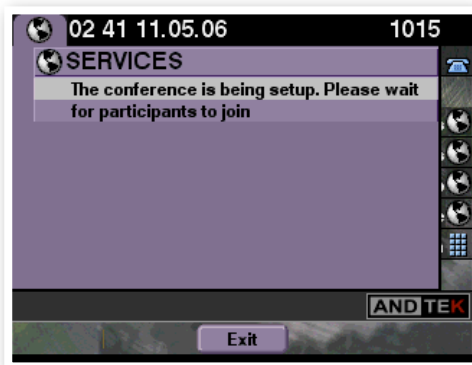 02 41 11.05.06 1015
SERVICES
The conference is being setup. Please wait
for participants to join
ANDTEK
Exit